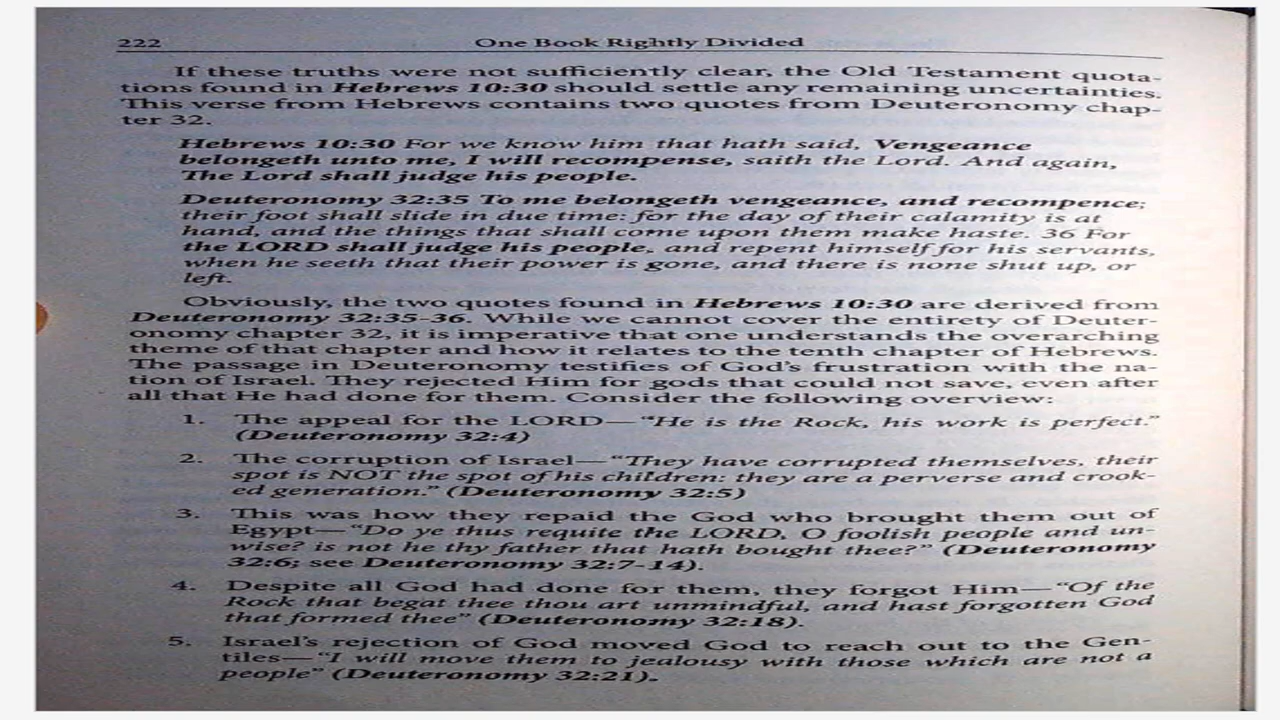 222
One Book Rightly Divided
If these truths were not sufficiently clear, the Old Testament quota-
tions found in Hebrews 10:30 should settle any remaining uncertainties.
This verse from Hebrews contains two quotes from Deuteronomy chap-
ter 32.
Hebrews 10:30 For we know him that hath said, Vengeance
belongeth unto me, I will recompense, saith the Lord. And again,
The Lord shall judge his people.
Deuteronomy 32:35 To me belongeth vengeance, and recompence;
their foot shall slide in due time: for the day of their calamity is at
hand, and the things that shall come upon them make haste. 36 For
the LORD shall judge his people, and repent himself for his servants,
when he seeth that their power is gone, and there is none shut up, or
left.
Obviously, the two quotes found in Hebrews 10:30 are derived from
Deuteronomy 32:35-36. While we cannot cover the entirety of Deuter-
onomy chapter 32, it is imperative that one understands the overarching
theme of that chapter and how it relates to the tenth chapter of Hebrews.
The passage in Deuteronomy testifies of God's frustration with the na-
tion of Israel. They rejected Him for gods that could not save, even after
all that He had done for them. Consider the following overview:
1. The appeal for the LORD—"He is the Rock, his work is perfect."
(Deuteronomy 32:4)
2. The corruption of Israel—"They have corrupted themselves, their
spot is NOT the spot of his children: they are a perverse and crook-
ed generation." (Deuteronomy 32:5)
3. This was how they repaid the God who brought them out of
Egypt—"Do ye thus requite the LORD, O foolish people and un-
wise? is not he thy father that hath bought thee?" (Deuteronomy
32:6; see Deuteronomy 32:7-14).
4. Despite all God had done for them, they forgot Him—"Of the
Rock that begat thee thou art unmindful, and hast forgotten God
that formed thee" (Deuteronomy 32:18).
5. Israel's rejection of God moved God to reach out to the Gen-
tiles—"I will move them to jealousy with those which are not a
people" (Deuteronomy 32:21).